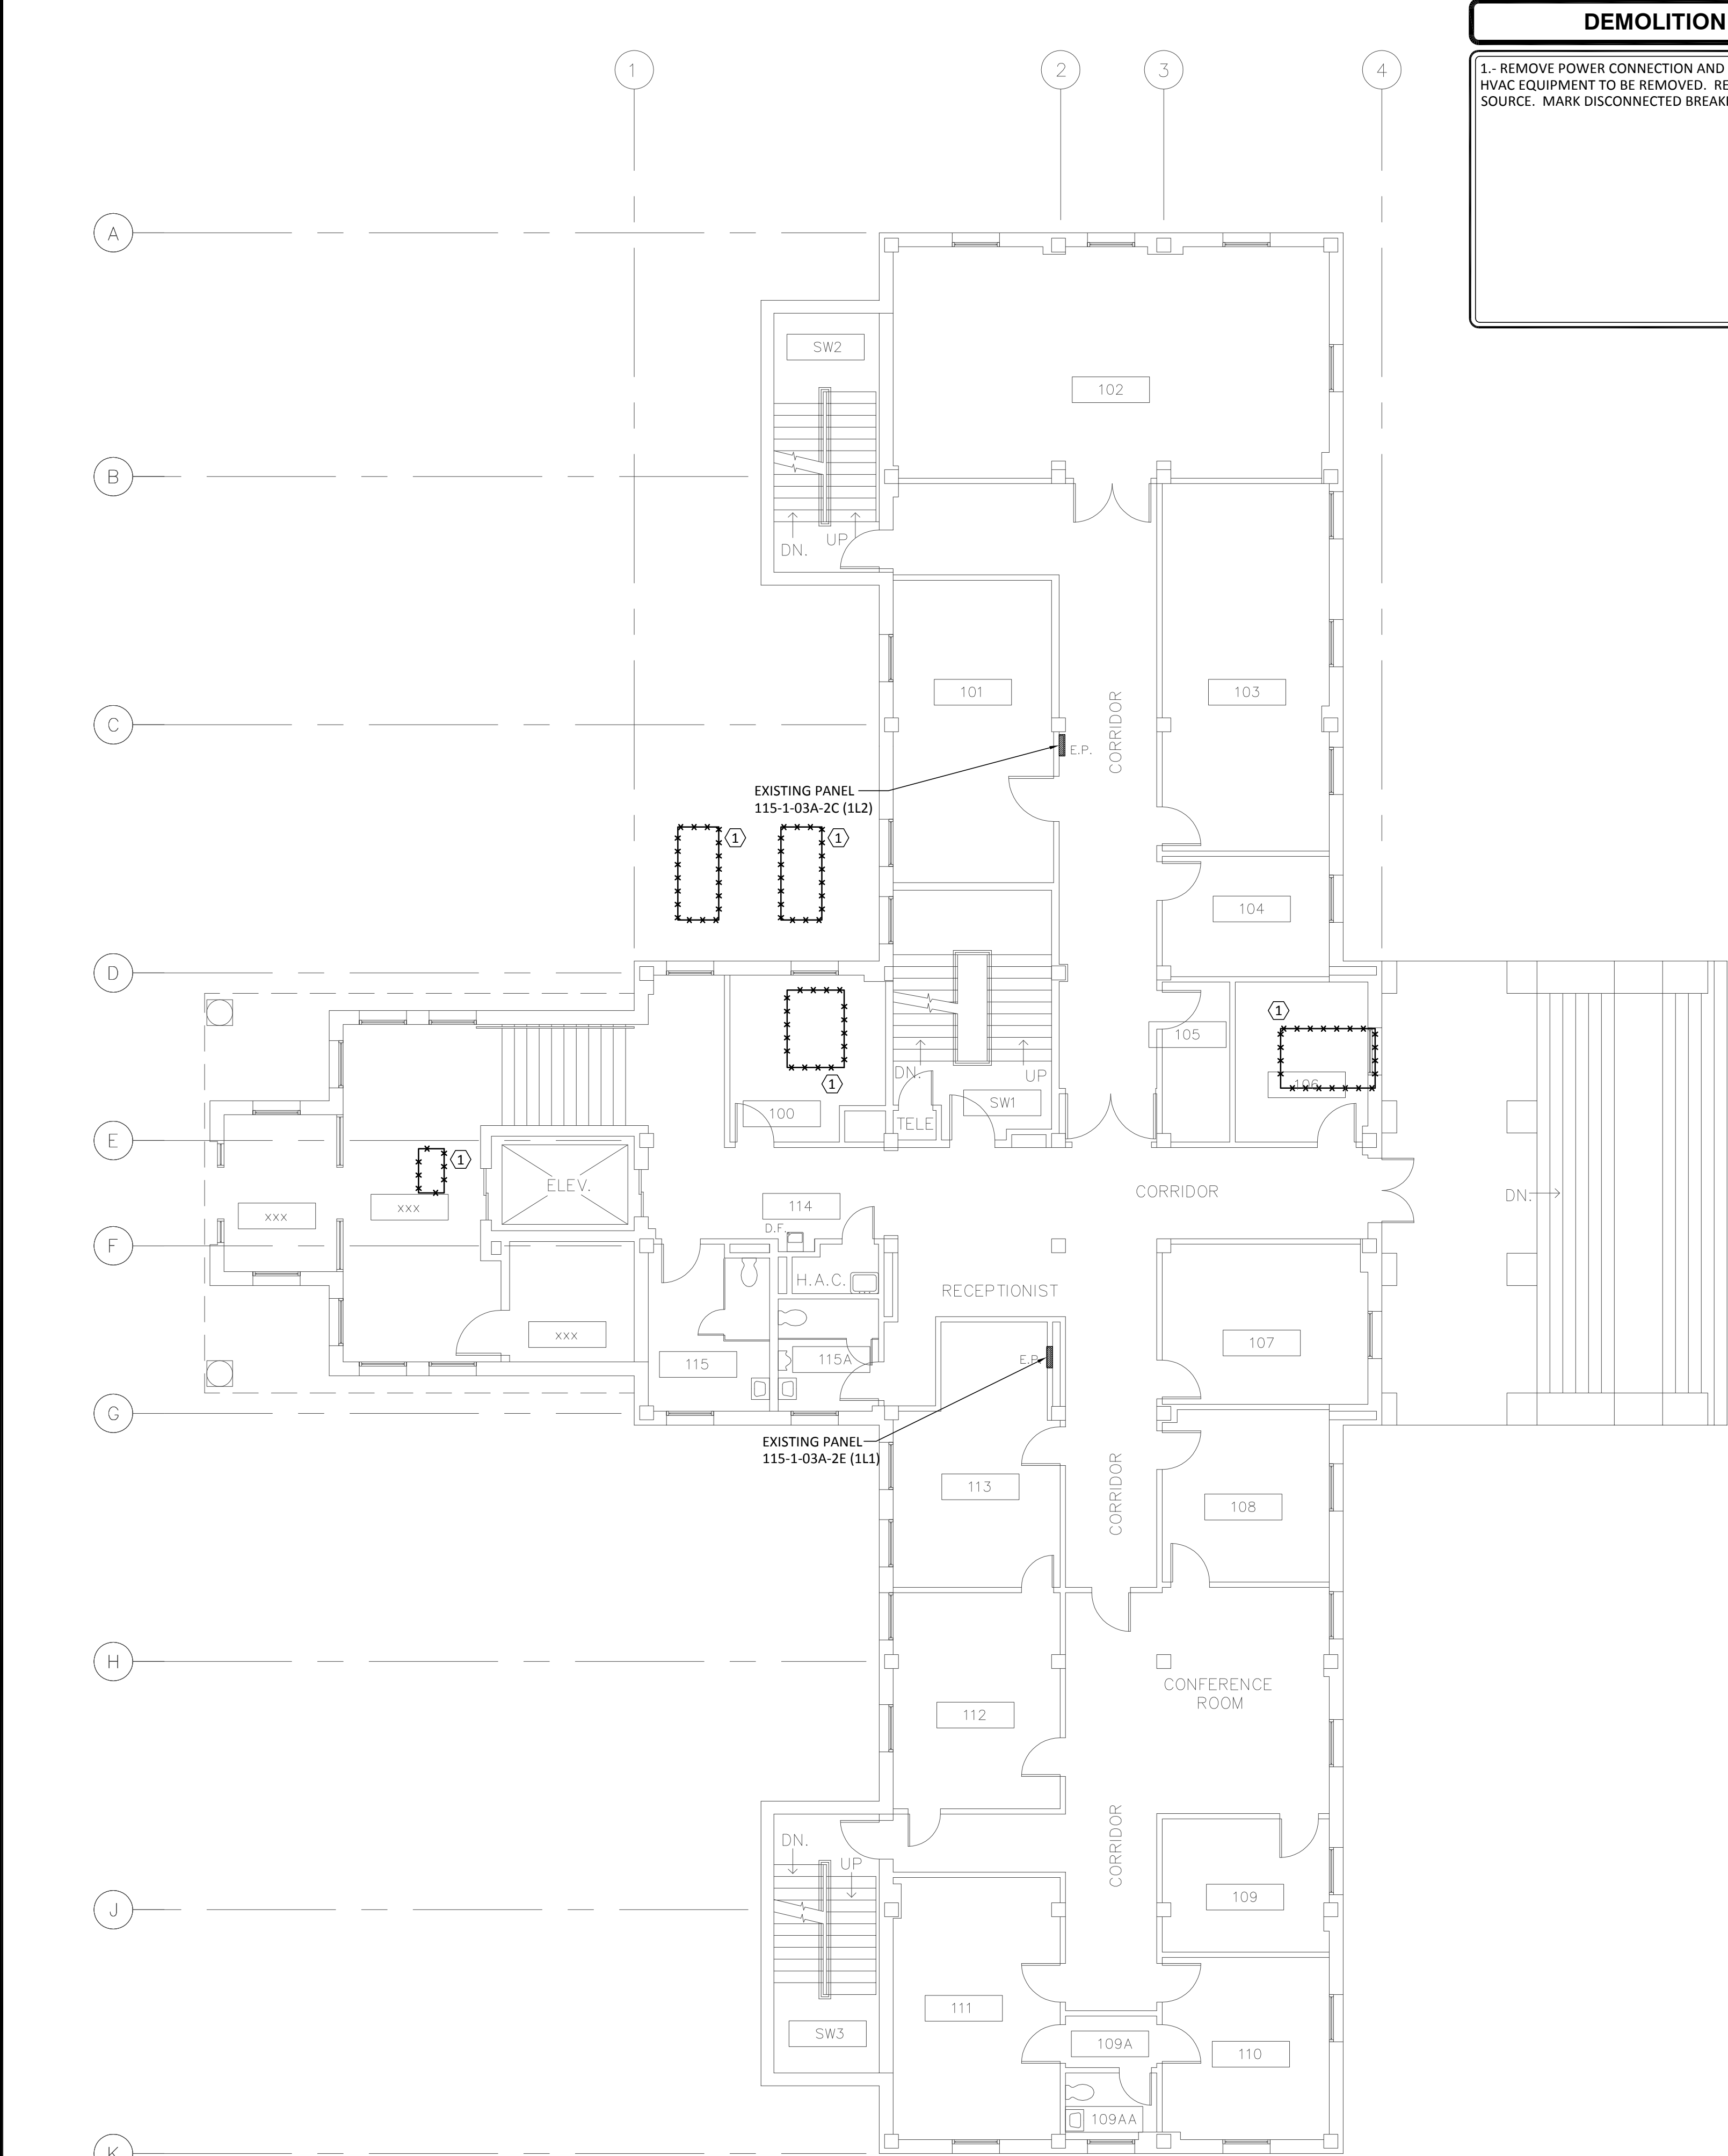 DEMOLITION
1.- REMOVE POWER CONNECTION AND
HVAC EQUIPMENT TO BE REMOVED. RE
SOURCE. MARK DISCONNECTED BREAK
1
2
3
4
A
SW2
102
B
DN.
UP
101
103
CORRIDOR
C
E.P.
EXISTING PANEL
115-1-03A-2C (1L2)
1
1
104
D
1
105
DN.
UP
106
1
100
SW1
TELE
E
1
ELEV.
CORRIDOR
DN.
xxx
xxx
114
D.F.
F
H.A.C.
RECEPTIONIST
xxx
107
115
115A
E.P.
G
EXISTING PANEL
115-1-03A-2E (1L1)
113
CORRIDOR
108
H
CONFERENCE
ROOM
112
DN.
UP
CORRIDOR
109
J
111
SW3
109A
110
109AA
K